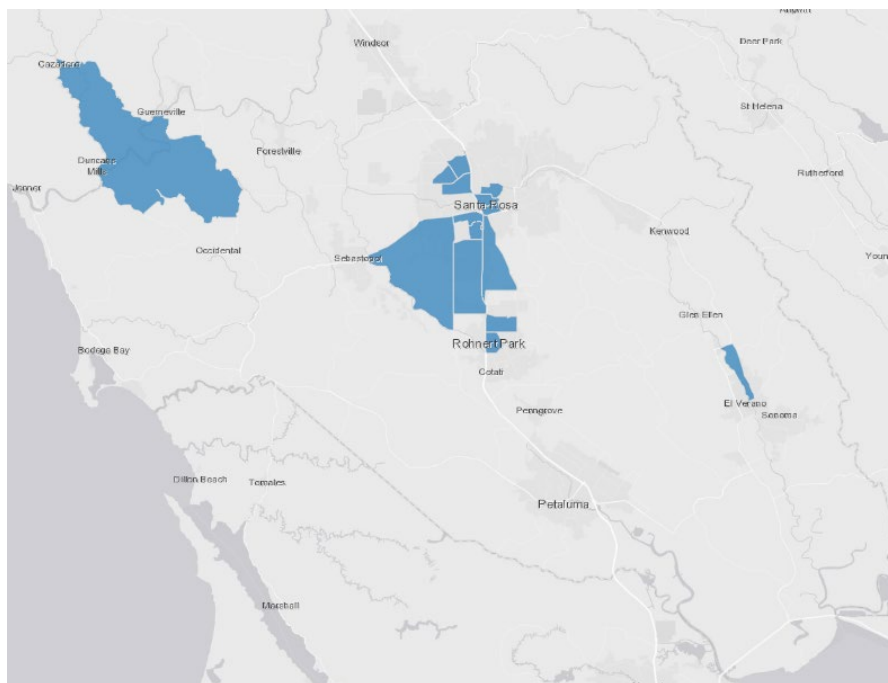 Windsor
Deer Park
Cazadero
St Helena
Guerneville
Forestville
Duncans
Mills
Rutherford
Jenner
Santa Rosa
Kenwood
Occidental
Sebastopol
Youn
Glen Ellen
Rohnert Park
Bodega Bay
Cotati
El Verano
Sonoma
Penngrove
Dillon Beach
Tomales
Petaluma
Marshall